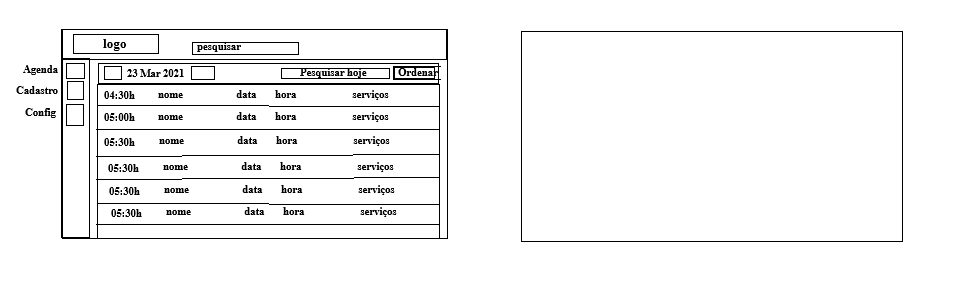 logo
pesquisar
Agenda
Cadastro
Config
23 Mar 2021 Pesquisar hoje Ordenar
04:30h nome data hora serviços
05:00h nome data hora serviços
05:30h nome data hora serviços
05:30h nome data hora serviços
05:30h nome data hora serviços
05:30h nome data hora serviços